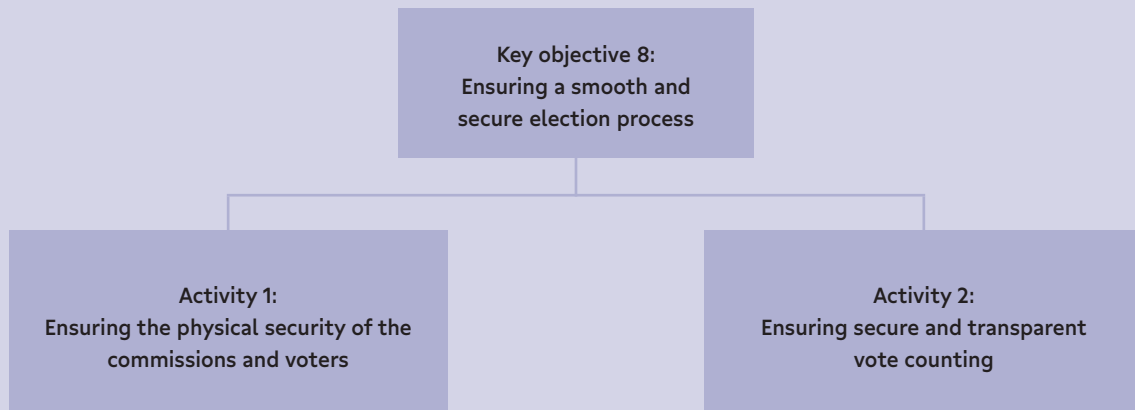 Key objective 8:
Ensuring a smooth and
secure election process
Activity 1:
Ensuring the physical security of the
commissions and voters
Activity 2:
Ensuring secure and transparent
vote counting